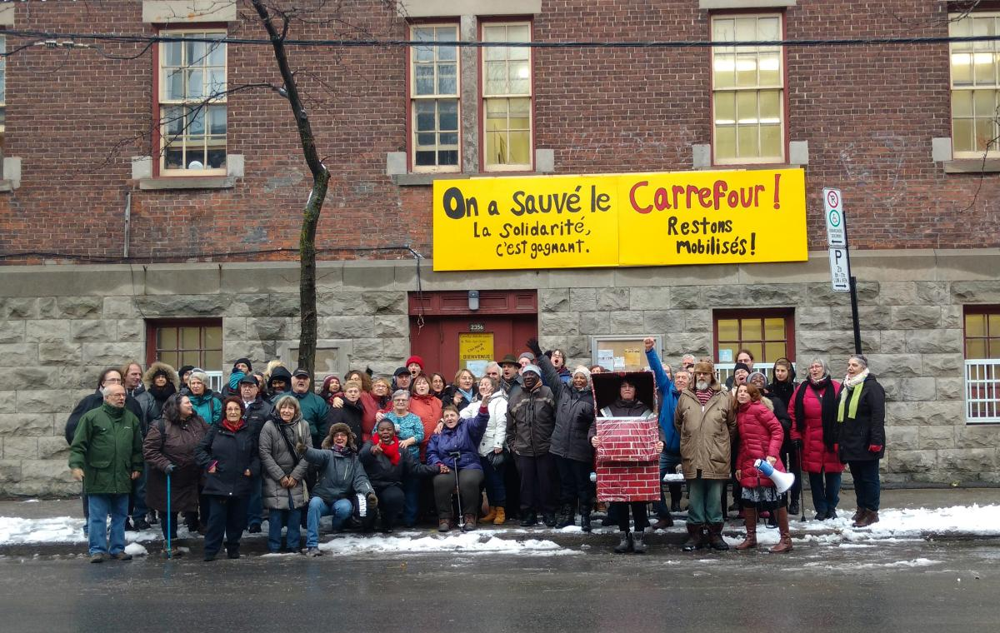 On a Sauvé le
La Solidarité,
c'est gagnant.
Carrefour !
Restons
mobilisés !
2356
BIENVENUE
P